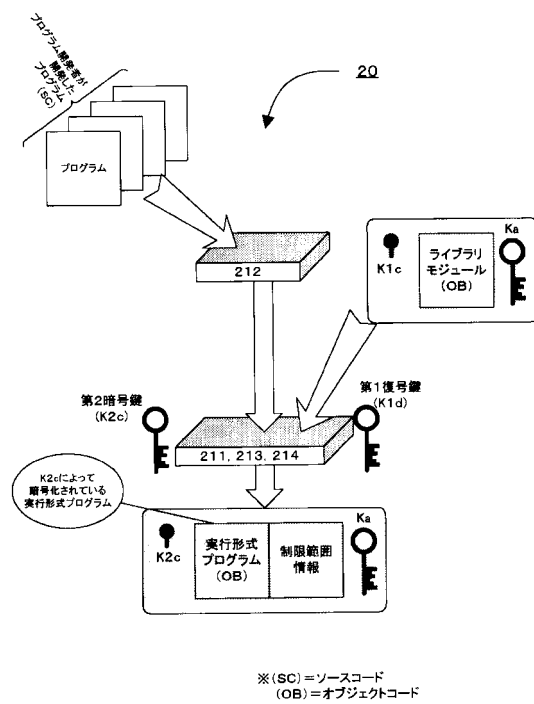 プログラム開発者が
開発した
プログラム
(SC)
プログラム
20
212
Ka
K1c
ライブラリ
モジュール
(OB)
第2暗号鍵
(K2c)
第1復号鍵
(K1d)
211, 213, 214
K2cによって
暗号化されている
実行形式プログラム
K2c
実行形式
プログラム
(OB)
制限範囲
情報
Ka
※(SC)=ソースコード
(OB)=オブジェクトコード